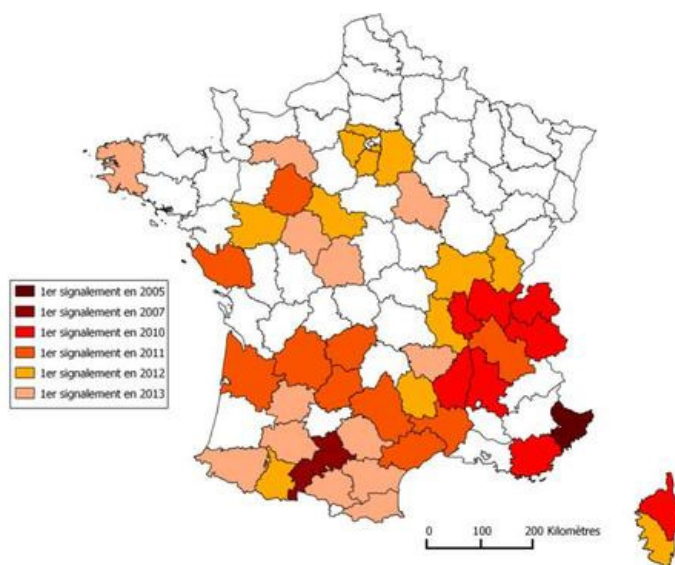 1er signalement en 2005
1er signalement en 2007
1er signalement en 2010
1er signalement en 2011
1er signalement en 2012
1er signalement en 2013
0 100 200 Kilomètres